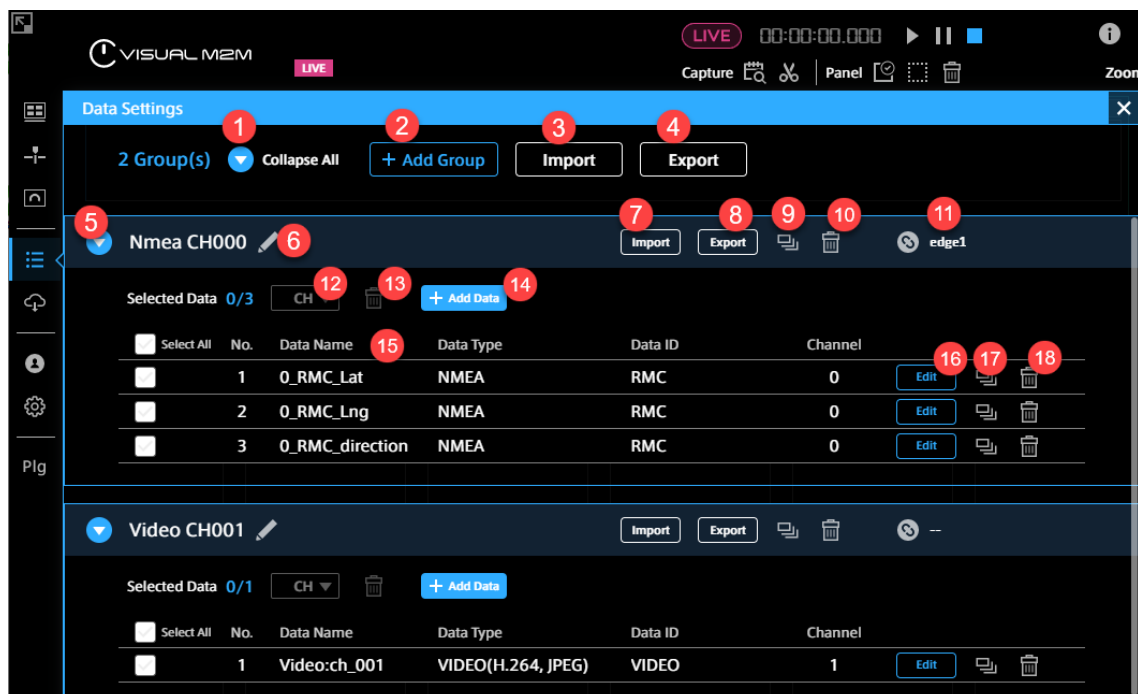 LIVE 00:00:00.000
VISUAL M2M
LIVE
Capture Panel
Zoom
Data Settings
1 2 3 4
2 Group(s) Collapse All + Add Group Import Export
5 7 8 9 10 11
Nmea CH000 6 Import Export edge1
12 13 14
Selected Data 0/3 CH + Add Data
Select All No. Data Name 15 Data Type Data ID Channel
16 17 18
1 0_RMC_Lat NMEA RMC 0 Edit
2 0_RMC_Lng NMEA RMC 0 Edit
3 0_RMC_direction NMEA RMC 0 Edit
Plg
Video CH001 Import Export --
Selected Data 0/1 CH + Add Data
Select All No. Data Name Data Type Data ID Channel
1 Video:ch_001 VIDEO(H.264, JPEG) VIDEO 1 Edit